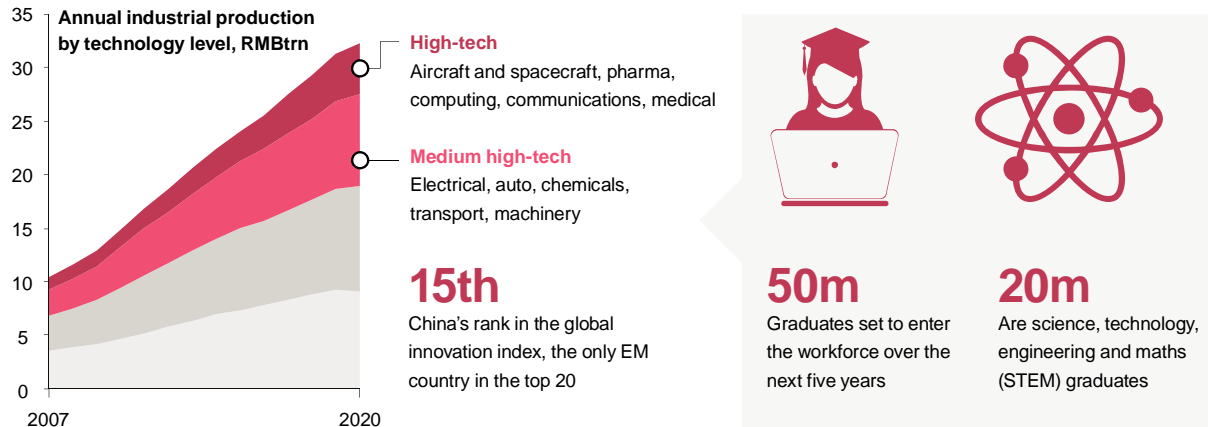 Annual industrial production
by technology level, RMBtrn
35
30
25
20
15
10
5
0
2007
2020
High-tech
Aircraft and spacecraft, pharma,
computing, communications, medical
Medium high-tech
Electrical, auto, chemicals,
transport, machinery
15th
China's rank in the global
innovation index, the only EM
country in the top 20
50m
Graduates set to enter
the workforce over the
next five years
20m
Are science, technology,
engineering and maths
(STEM) graduates